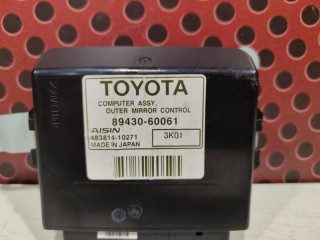 TOYOTA
COMPUTER ASSY,
OUTER MIRROR CONTROL
89430-60061
AISIN
483814-10271
3K01
MADE IN JAPAN